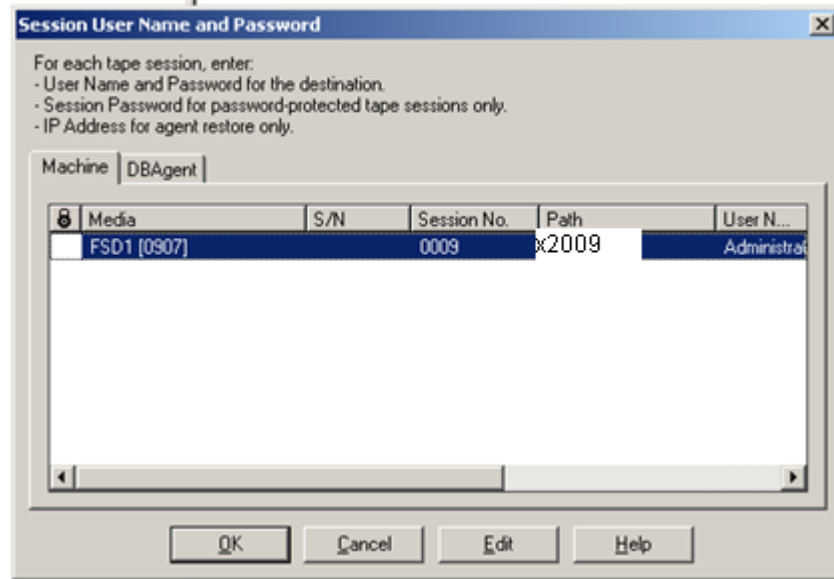 Session User Name and Password
For each tape session, enter:
- User Name and Password for the destination.
- Session Password for password-protected tape sessions only.
- IP Address for agent restore only.
Machine DBAgent
Media S/N Session No. Path User N...
FSD1 [0907] 0009 x2009 Administra
OK Cancel Edit Help